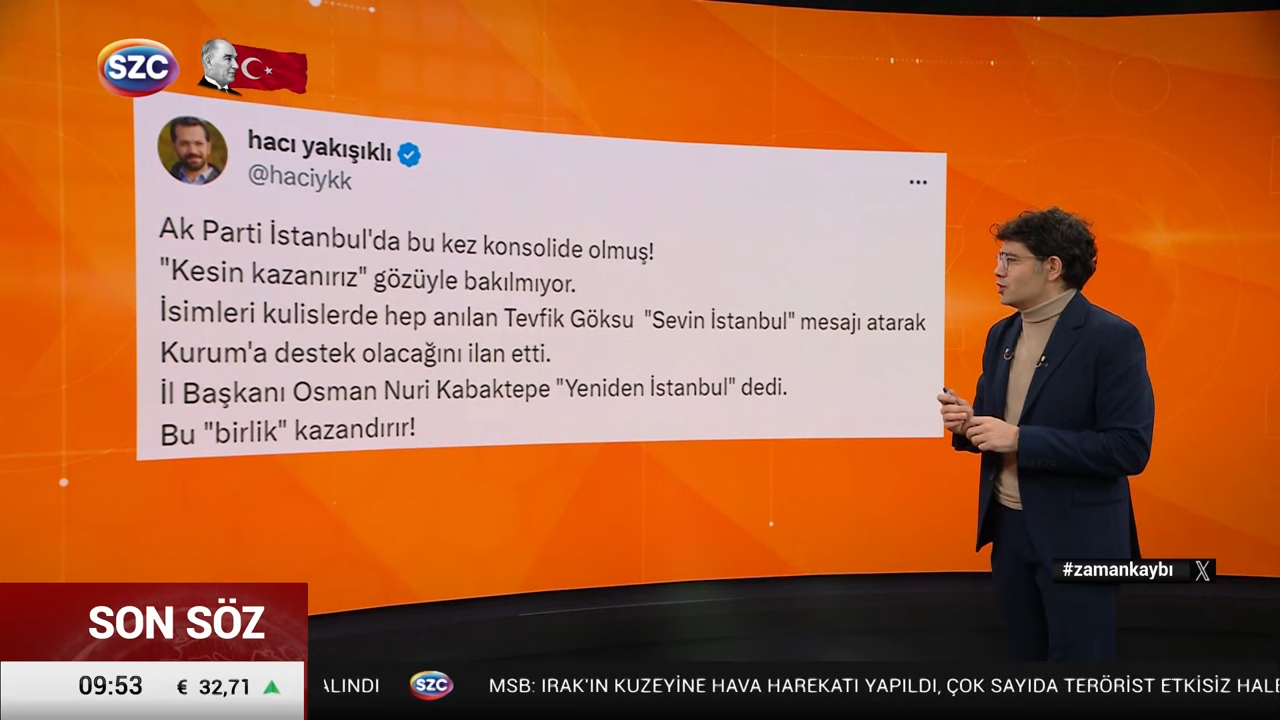 SZC
hacı yakışıklı
@haciykk
Ak Parti İstanbul'da bu kez konsolide olmuş!
"Kesin kazanırız" gözüyle bakılmıyor.
İsimleri kulislerde hep anılan Tevfik Göksu "Sevin İstanbul" mesajı atarak
Kurum'a destek olacağını ilan etti.
İl Başkanı Osman Nuri Kabaktepe "Yeniden İstanbul" dedi.
Bu "birlik" kazandırır!
#zamankaybı X
SON SÖZ
09:53 € 32,71
ALINDI SZC MSB: IRAK'IN KUZEYİNE HAVA HAREKATI YAPILDI, ÇOK SAYIDA TERÖRİST ETKİSİZ HALE